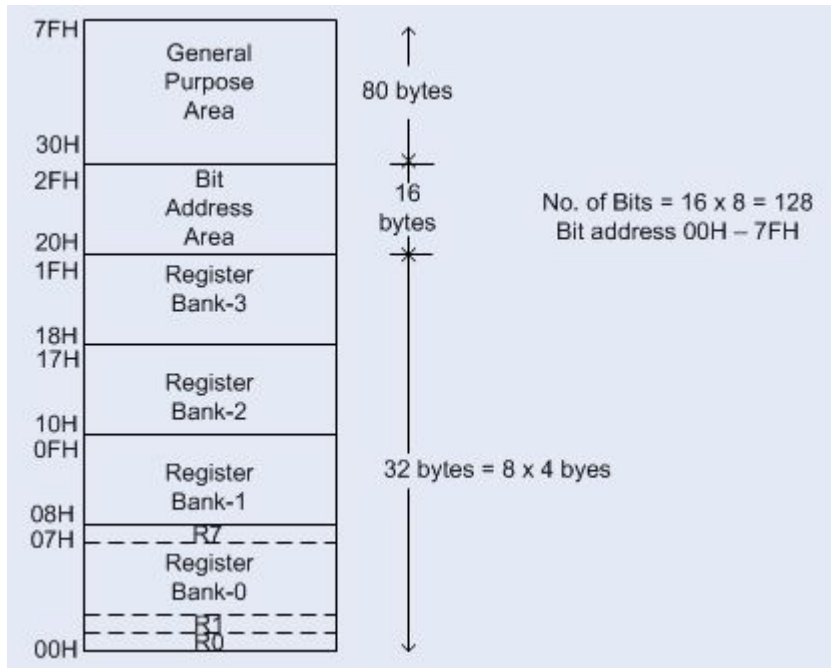 7FH
General
Purpose
Area
80 bytes
30H
2FH
Bit
Address
Area
16
bytes
No. of Bits = 16 x 8 = 128
Bit address 00H – 7FH
20H
1FH
Register
Bank-3
18H
17H
Register
Bank-2
10H
0FH
Register
Bank-1
32 bytes = 8 x 4 byes
08H
07H
R7
Register
Bank-0
R1
R0
00H